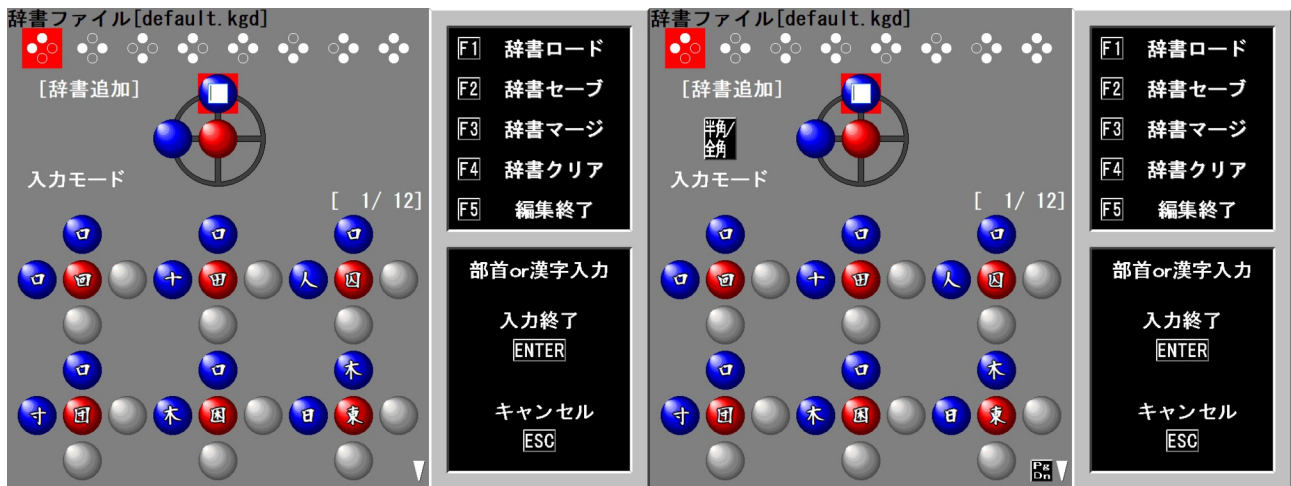 辞書ファイル[default.kgd]
[辞書追加]
入力モード
[ 1/ 12]
口 口 口
口 回 十 田 人 囚
口 口 木
寸 団 木 困 日 東
F1 辞書ロード
F2 辞書セーブ
F3 辞書マージ
F4 辞書クリア
F5 編集終了
部首or漢字入力
入力終了
ENTER
キャンセル
ESC
辞書ファイル[default.kgd]
[辞書追加]
半角/
全角
入力モード
[ 1/ 12]
口 口 口
口 回 十 田 人 囚
口 口 木
寸 団 木 困 日 東
Pg
Dn
F1 辞書ロード
F2 辞書セーブ
F3 辞書マージ
F4 辞書クリア
F5 編集終了
部首or漢字入力
入力終了
ENTER
キャンセル
ESC